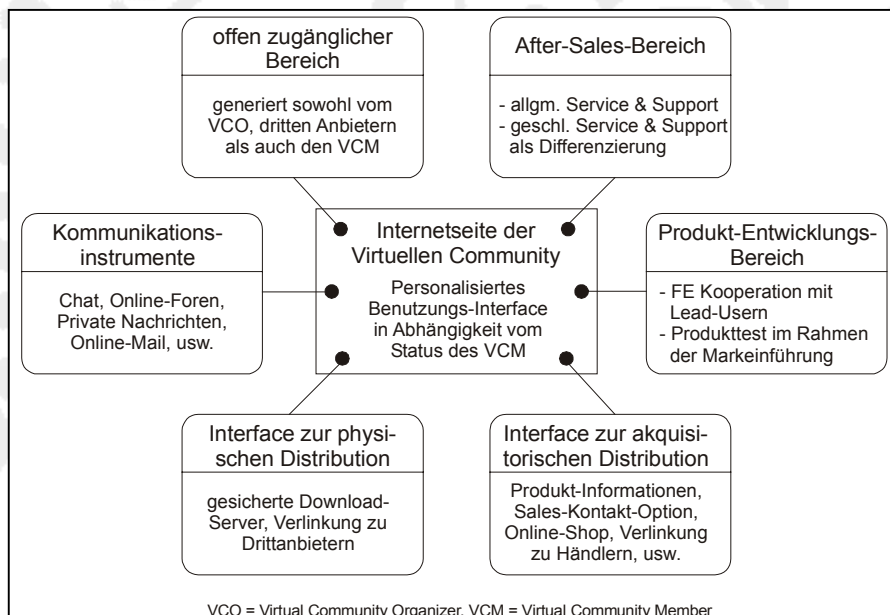 offen zugänglicher
Bereich
generiert sowohl vom
VCO, dritten Anbietern
als auch den VCM
After-Sales-Bereich
- allgm. Service & Support
- geschl. Service & Support
als Differenzierung
Kommunikations-
instrumente
Chat, Online-Foren,
Private Nachrichten,
Online-Mail, usw.
Internetseite der
Virtuellen Community
Personalisiertes
Benutzungs-Interface
in Abhängigkeit vom
Status des VCM
Produkt-Entwicklungs-
Bereich
- FE Kooperation mit
Lead-Usern
- Produkttest im Rahmen
der Markeinführung
Interface zur physi-
schen Distribution
gesicherte Download-
Server, Verlinkung zu
Drittanbietern
Interface zur akquisi-
torischen Distribution
Produkt-Informationen,
Sales-Kontakt-Option,
Online-Shop, Verlinkung
zu Händlern, usw.
VCO = Virtual Community Organizer, VCM = Virtual Community Member